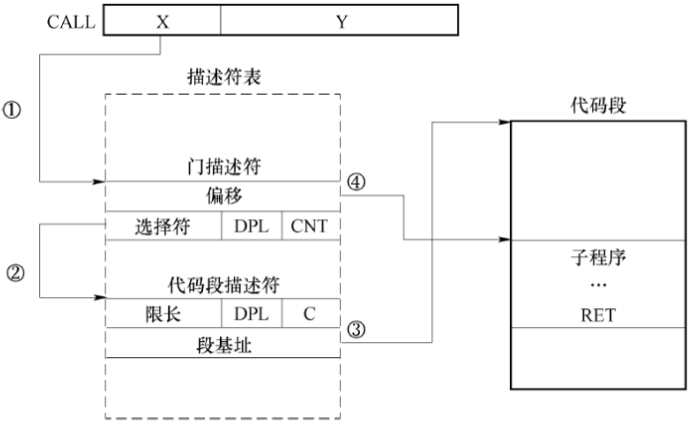 CALL X Y
描述符表
①
代码段
门描述符
④
偏移
选择符 DPL CNT
②
子程序
…
代码段描述符
限长 DPL C
③
RET
段基址